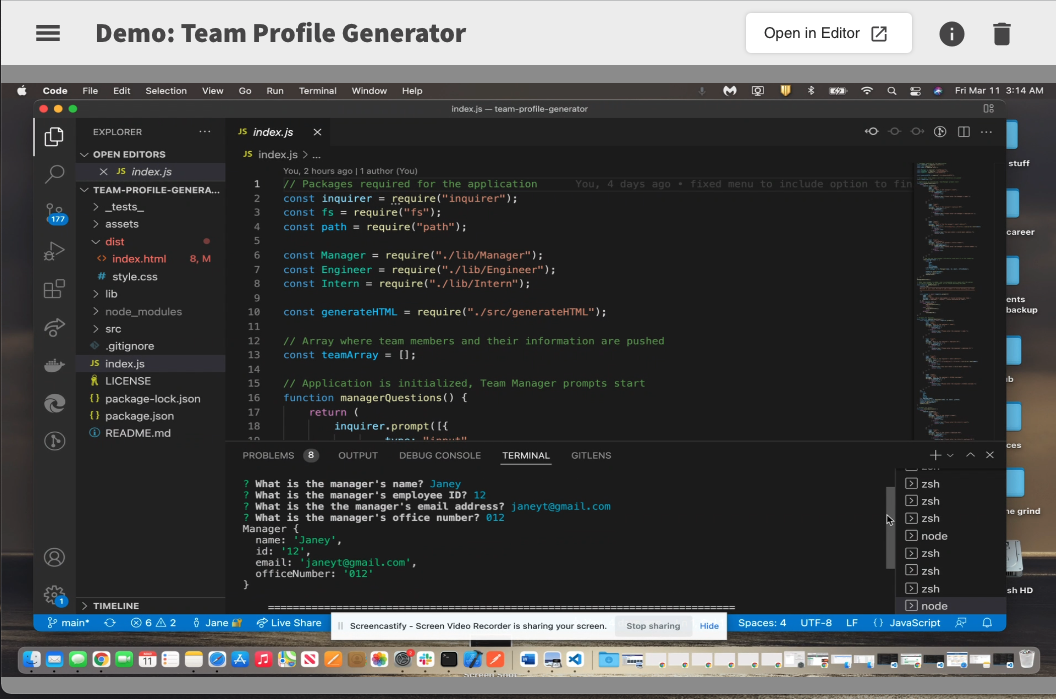 Demo: Team Profile Generator
Open in Editor
Code File Edit Selection View Go Run Terminal Window Help
Fri Mar 11 3:14 AM
index.js — team-profile-generator
EXPLORER
OPEN EDITORS
JS index.js
TEAM-PROFILE-GENERA...
_tests_
assets
dist
index.html 8, M
# style.css
lib
node_modules
src
.gitignore
JS index.js
LICENSE
{} package-lock.json
{} package.json
README.md
TIMELINE
177
1
JS index.js
JS index.js > ...
You, 2 hours ago | 1 author (You)
1 // Packages required for the application You, 4 days ago • fixed menu to include option to fin
2 const inquirer = require("inquirer");
3 const fs = require("fs");
4 const path = require("path");
5
6 const Manager = require("./lib/Manager");
7 const Engineer = require("./lib/Engineer");
8 const Intern = require("./lib/Intern");
9
10 const generateHTML = require("./src/generateHTML");
11
12 // Array where team members and their information are pushed
13 const teamArray = [];
14
15 // Application is initialized, Team Manager prompts start
16 function managerQuestions() {
17 return (
18 inquirer.prompt([{
19 type: "input"
PROBLEMS 8 OUTPUT DEBUG CONSOLE TERMINAL GITLENS
? What is the manager's name? Janey
? What is the manager's employee ID? 12
? What is the the manager's email address? janeyt@gmail.com
? What is the manager's office number? 012
Manager {
name: 'Janey',
id: '12',
email: 'janeyt@gmail.com',
officeNumber: '012'
}
zsh
zsh
zsh
zsh
node
zsh
zsh
zsh
node
stuff
career
ents
backup
ub
ces
he grind
sh HD
main*
6
2
Jane
Live Share
Screencastify - Screen Video Recorder is sharing your screen. Stop sharing Hide
Spaces: 4 UTF-8 LF {} JavaScript
MAR
11